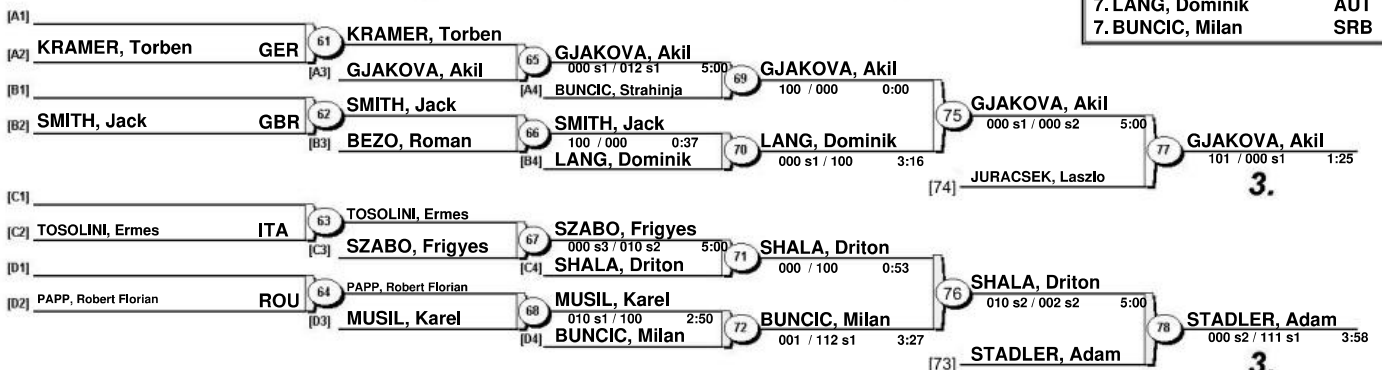 7. LANG, Dominik AUT
7. BUNCIC, Milan SRB
[A1]
[A2] KRAMER, Torben GER
61 KRAMER, Torben
[A3] GJAKOVA, Akil
65 GJAKOVA, Akil
000 s1 / 012 s1 5:00
[A4] BUNCIC, Strahinja
69 GJAKOVA, Akil
100 / 000 0:00
[B1]
[B2] SMITH, Jack GBR
62 SMITH, Jack
[B3] BEZO, Roman
66 SMITH, Jack
100 / 000 0:37
[B4] LANG, Dominik
70 LANG, Dominik
000 s1 / 100 3:16
75 GJAKOVA, Akil
000 s1 / 000 s2 5:00
[74] JURACSEK, Laszlo
77 GJAKOVA, Akil
101 / 000 s1 1:25
3.
[C1]
[C2] TOSOLINI, Ermes ITA
63 TOSOLINI, Ermes
[C3] SZABO, Frigyes
67 SZABO, Frigyes
000 s3 / 010 s2 5:00
[C4] SHALA, Driton
71 SHALA, Driton
000 / 100 0:53
[D1]
[D2] PAPP, Robert Florian ROU
64 PAPP, Robert Florian
[D3] MUSIL, Karel
68 MUSIL, Karel
010 s1 / 100 2:50
[D4] BUNCIC, Milan
72 BUNCIC, Milan
001 / 112 s1 3:27
76 SHALA, Driton
010 s2 / 002 s2 5:00
[73] STADLER, Adam
78 STADLER, Adam
000 s2 / 111 s1 3:58
3.